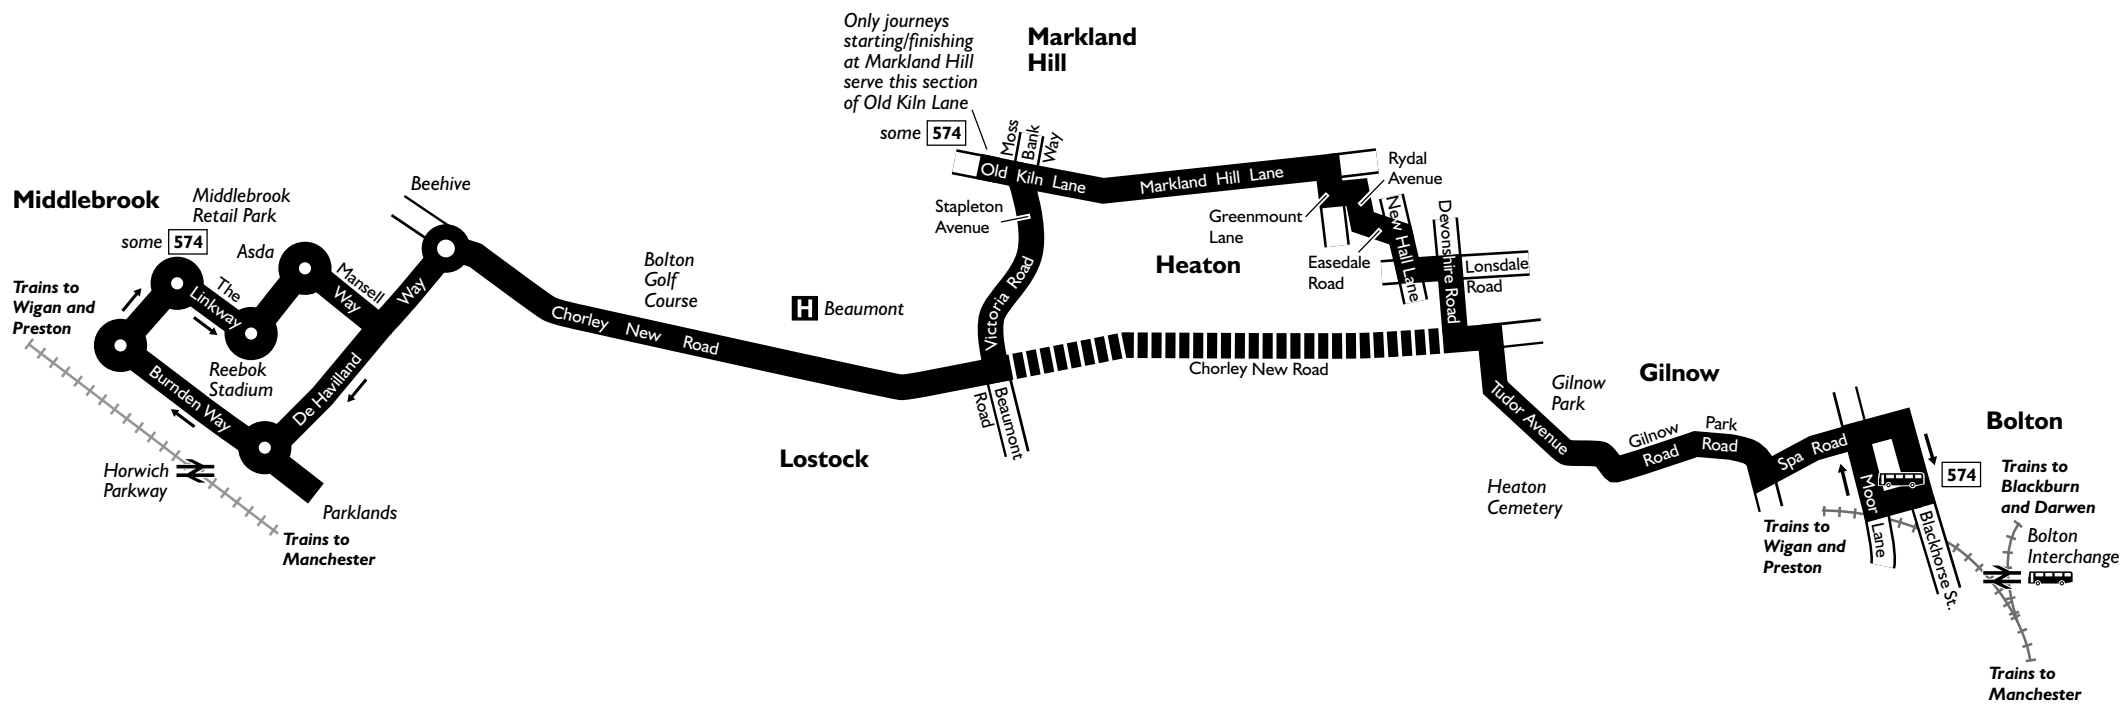 Only journeys
starting/finishing
at Markland Hill
serve this section
of Old Kiln Lane
some 574
Markland
Hill
Moss
Bank
Way
Old Kiln Lane
Markland Hill Lane
Rydal
Avenue
Greenmount
Lane
Easedale
Road
New Hall Lane
Devonshire Road
Lonsdale
Road
Stapleton
Avenue
Heaton
Victoria Road
Middlebrook
Middlebrook
Retail Park
some 574
Asda
Beehive
Trains to
Wigan and
Preston
The
Linkway
Mansell
Way
Way
De Havilland
Reebok
Stadium
Burnden Way
Horwich
Parkway
Parklands
Trains to
Manchester
Bolton
Golf
Course
H Beaumont
Chorley New Road
Chorley New Road
Beaumont
Road
Lostock
Tudor Avenue
Gilnow
Park
Gilnow
Gilnow
Road
Park
Road
Spa Road
Heaton
Cemetery
Bolton
574
Moor
Lane
Blackhorse St.
Trains to
Blackburn
and Darwen
Bolton
Interchange
Trains to
Wigan and
Preston
Trains to
Manchester